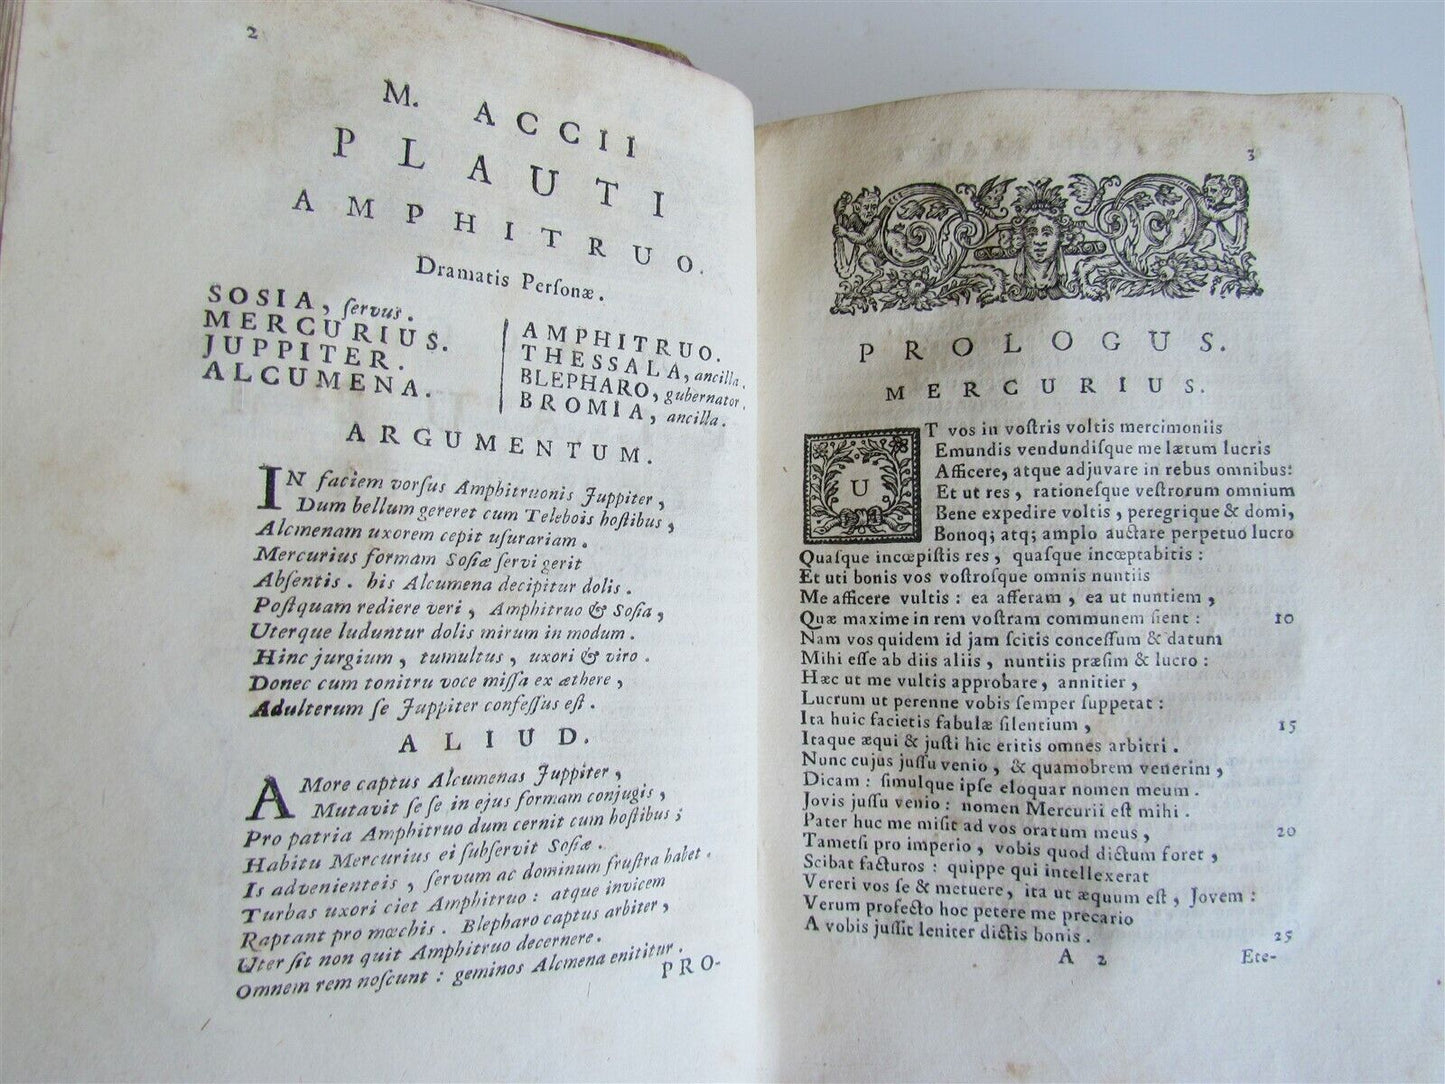 2
M. ACCII
PLAUTI
AMPHITRUO.
Dramatis Personæ.
SOSIA, ſervus.
MERCURIUS.
JUPPITER.
ALCUMENA.
AMPHITRUO.
THESSALA, ancilla.
BLEPHARO, gubernator.
BROMIA, ancilla.
ARGUMENTUM.
IN faciem vorſus Amphitruonis Juppiter,
Dum bellum gereret cum Telebois hoſtibus,
Alcmenam uxorem cepit uſurariam.
Mercurius formam Soſiæ ſervi gerit
Abſentis. his Alcumena decipitur dolis.
Poſtquam rediere veri, Amphitruo & Soſia,
Uterque luduntur dolis mirum in modum.
Hinc jurgium, tumultus, uxori & viro.
Donec cum tonitru voce miſſa ex æthere,
Adulterum ſe Juppiter confeſſus eſt.
ALIUD.
AMore captus Alcumenas Juppiter,
Mutavit ſe ſe in ejus formam conjugis,
Pro patria Amphitruo dum cernit cum hoſtibus;
Habitu Mercurius ei ſubſervit Soſiæ.
Is advenienteis, ſervum ac dominum fruſtra habet.
Turbas uxori ciet Amphitruo: atque invicem
Raptant pro mœchis. Blepharo captus arbiter,
Uter ſit non quit Amphitruo decernere.
Omnem rem noſcunt: geminos Alcmena enititur.
PRO-
3
PROLOGUS.
MERCURIUS.
UT vos in voſtris voltis mercimoniis
Emundis vendundiſque me lætum lucris
Afficere, atque adjuvare in rebus omnibus:
Et ut res, rationeſque veſtrorum omnium
Bene expedire voltis, peregrique & domi,
Bonoq; atq; amplo auctare perpetuo lucro
Quaſque incœpiſtis res, quaſque incœptabitis:
Et uti bonis vos voſtroſque omnis nuntiis
Me afficere vultis: ea afferam, ea ut nuntiem,
Quæ maxime in rem voſtram communem ſient: 10
Nam vos quidem id jam ſcitis conceſſum & datum
Mihi eſſe ab diis aliis, nuntiis præſim & lucro:
Hæc ut me vultis approbare, annitier,
Lucrum ut perenne vobis ſemper ſuppetat:
Ita huic facietis fabulæ ſilentium, 15
Itaque æqui & juſti hic eritis omnes arbitri.
Nunc cujus juſſu venio, & quamobrem venerim,
Dicam: ſimulque ipſe eloquar nomen meum.
Jovis juſſu venio: nomen Mercurii eſt mihi.
Pater huc me miſit ad vos oratum meus, 20
Tametſi pro imperio, vobis quod dictum foret,
Scibat facturos: quippe qui intellexerat
Vereri vos ſe & metuere, ita ut æquum eſt, Jovem:
Verum profecto hoc petere me precario
A vobis juſſit leniter dictis bonis. 25
A 2 Ete-